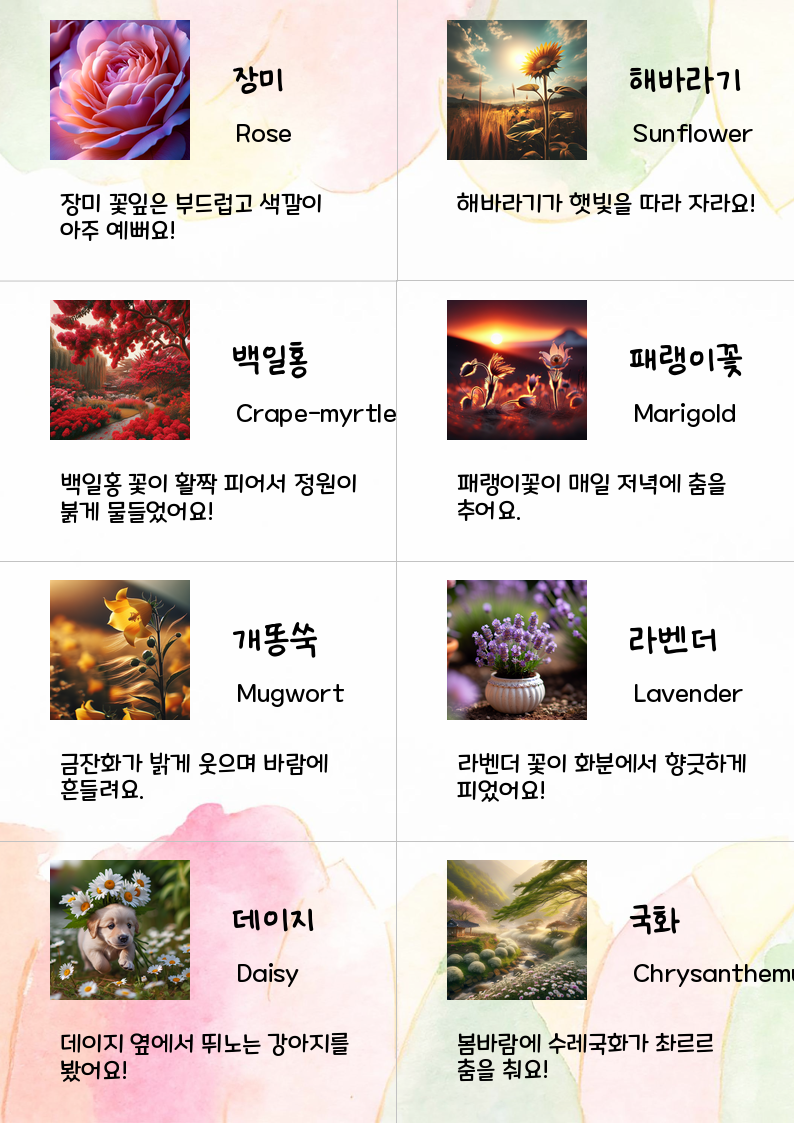 장미
Rose
장미 꽃잎은 부드럽고 색깔이
아주 예뻐요!
해바라기
Sunflower
해바라기가 햇빛을 따라 자라요!
백일홍
Crape-myrtle
백일홍 꽃이 활짝 피어서 정원이
붉게 물들었어요!
패랭이꽃
Marigold
패랭이꽃이 매일 저녁에 춤을
추어요.
개똥쑥
Mugwort
금잔화가 밝게 웃으며 바람에
흔들려요.
라벤더
Lavender
라벤더 꽃이 화분에서 향긋하게
피었어요!
데이지
Daisy
데이지 옆에서 뛰노는 강아지를
봤어요!
국화
Chrysanthemu
봄바람에 수레국화가 촤르르
춤을 춰요!